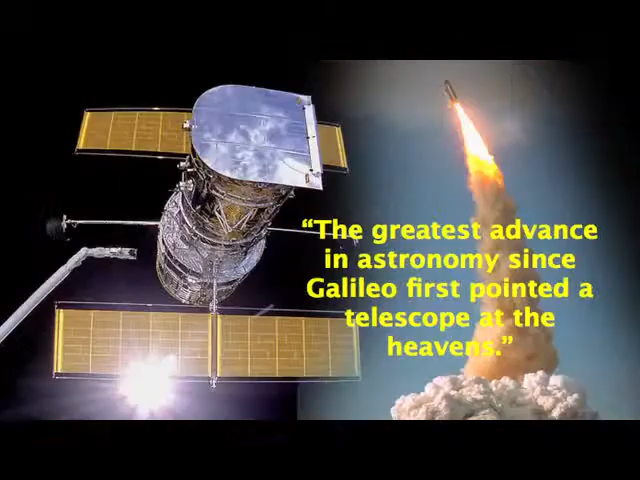 “The greatest advance
in astronomy since
Galileo first pointed a
telescope at the
heavens.”